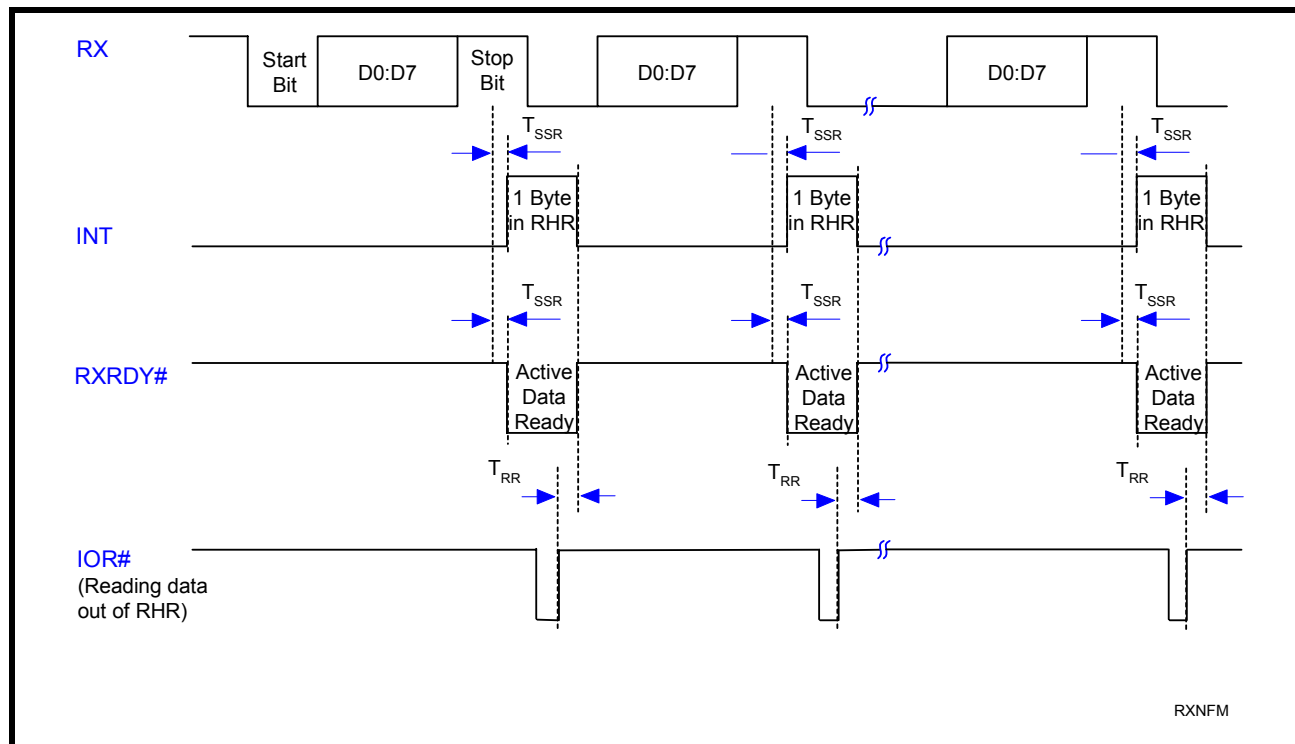 RX
Start
Bit
D0:D7
Stop
Bit
D0:D7
D0:D7
TSSR
TSSR
TSSR
INT
1 Byte
in RHR
1 Byte
in RHR
1 Byte
in RHR
TSSR
TSSR
TSSR
RXRDY#
Active
Data
Ready
Active
Data
Ready
Active
Data
Ready
TRR
TRR
TRR
IOR#
(Reading data
out of RHR)
RXNFM